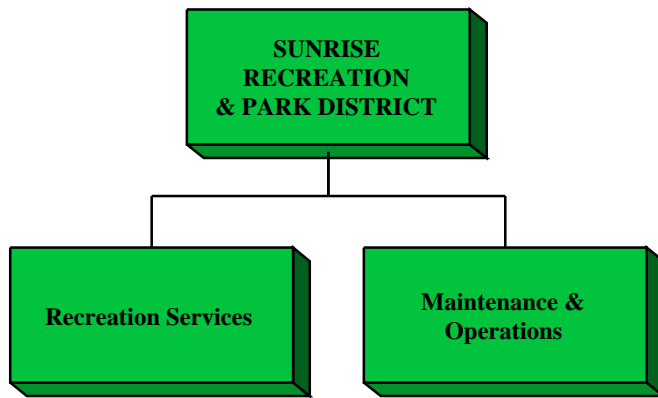 SUNRISE
RECREATION
& PARK DISTRICT
Recreation Services
Maintenance &
Operations